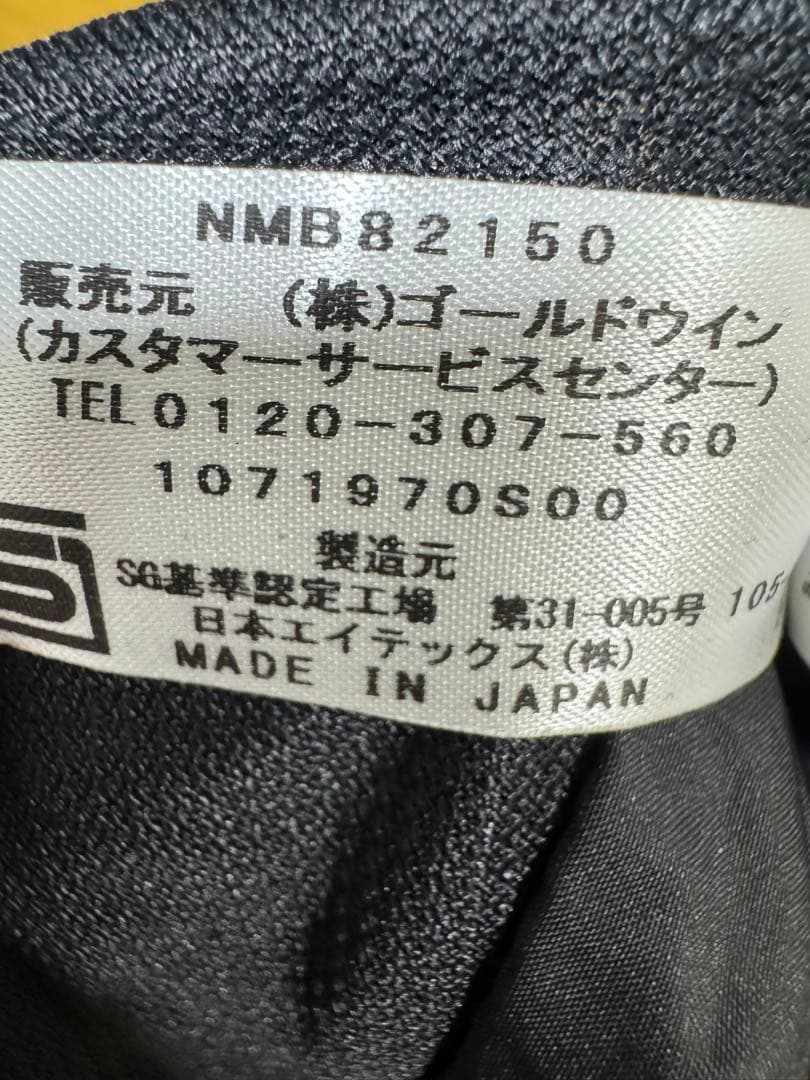 NMB82150
販売元 (株)ゴールドウイン
(カスタマーサービスセンター)
TEL 0120-307-560
1071970S00
製造元
SG基準認定工場 第31-005号 105-
日本エイテックス(株)
MADE IN JAPAN